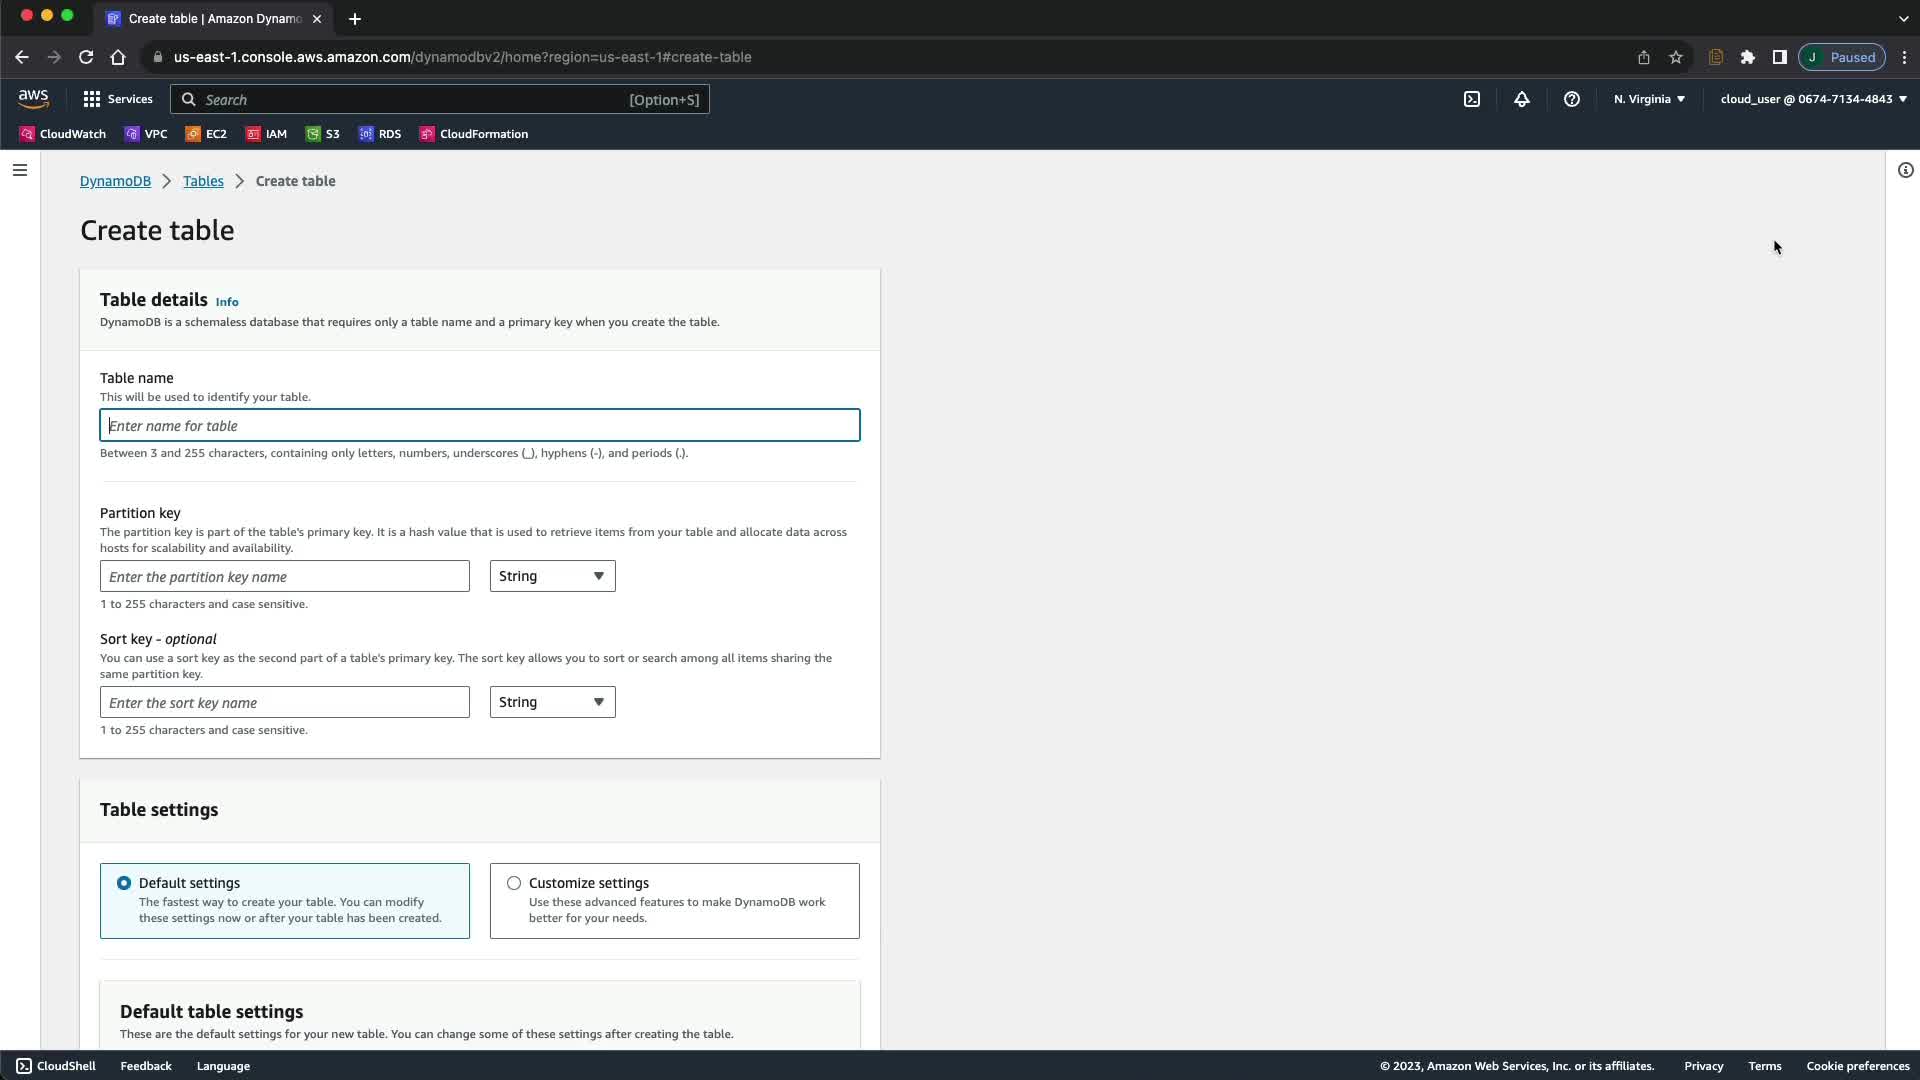 Create table | Amazon Dynamo
us-east-1.console.aws.amazon.com/dynamodbv2/home?region=us-east-1#create-table
J Paused
aws
Services
Search
[Option+S]
N. Virginia
cloud_user @ 0674-7134-4843
CloudWatch
VPC
EC2
IAM
S3
RDS
CloudFormation
DynamoDB
Tables
Create table
Create table
Table details Info
DynamoDB is a schemaless database that requires only a table name and a primary key when you create the table.
Table name
This will be used to identify your table.
Enter name for table
Between 3 and 255 characters, containing only letters, numbers, underscores (_), hyphens (-), and periods (.).
Partition key
The partition key is part of the table's primary key. It is a hash value that is used to retrieve items from your table and allocate data across
hosts for scalability and availability.
Enter the partition key name
String
1 to 255 characters and case sensitive.
Sort key - optional
You can use a sort key as the second part of a table's primary key. The sort key allows you to sort or search among all items sharing the
same partition key.
Enter the sort key name
String
1 to 255 characters and case sensitive.
Table settings
Default settings
The fastest way to create your table. You can modify
these settings now or after your table has been created.
Customize settings
Use these advanced features to make DynamoDB work
better for your needs.
Default table settings
These are the default settings for your new table. You can change some of these settings after creating the table.
CloudShell
Feedback
Language
© 2023, Amazon Web Services, Inc. or its affiliates.
Privacy
Terms
Cookie preferences